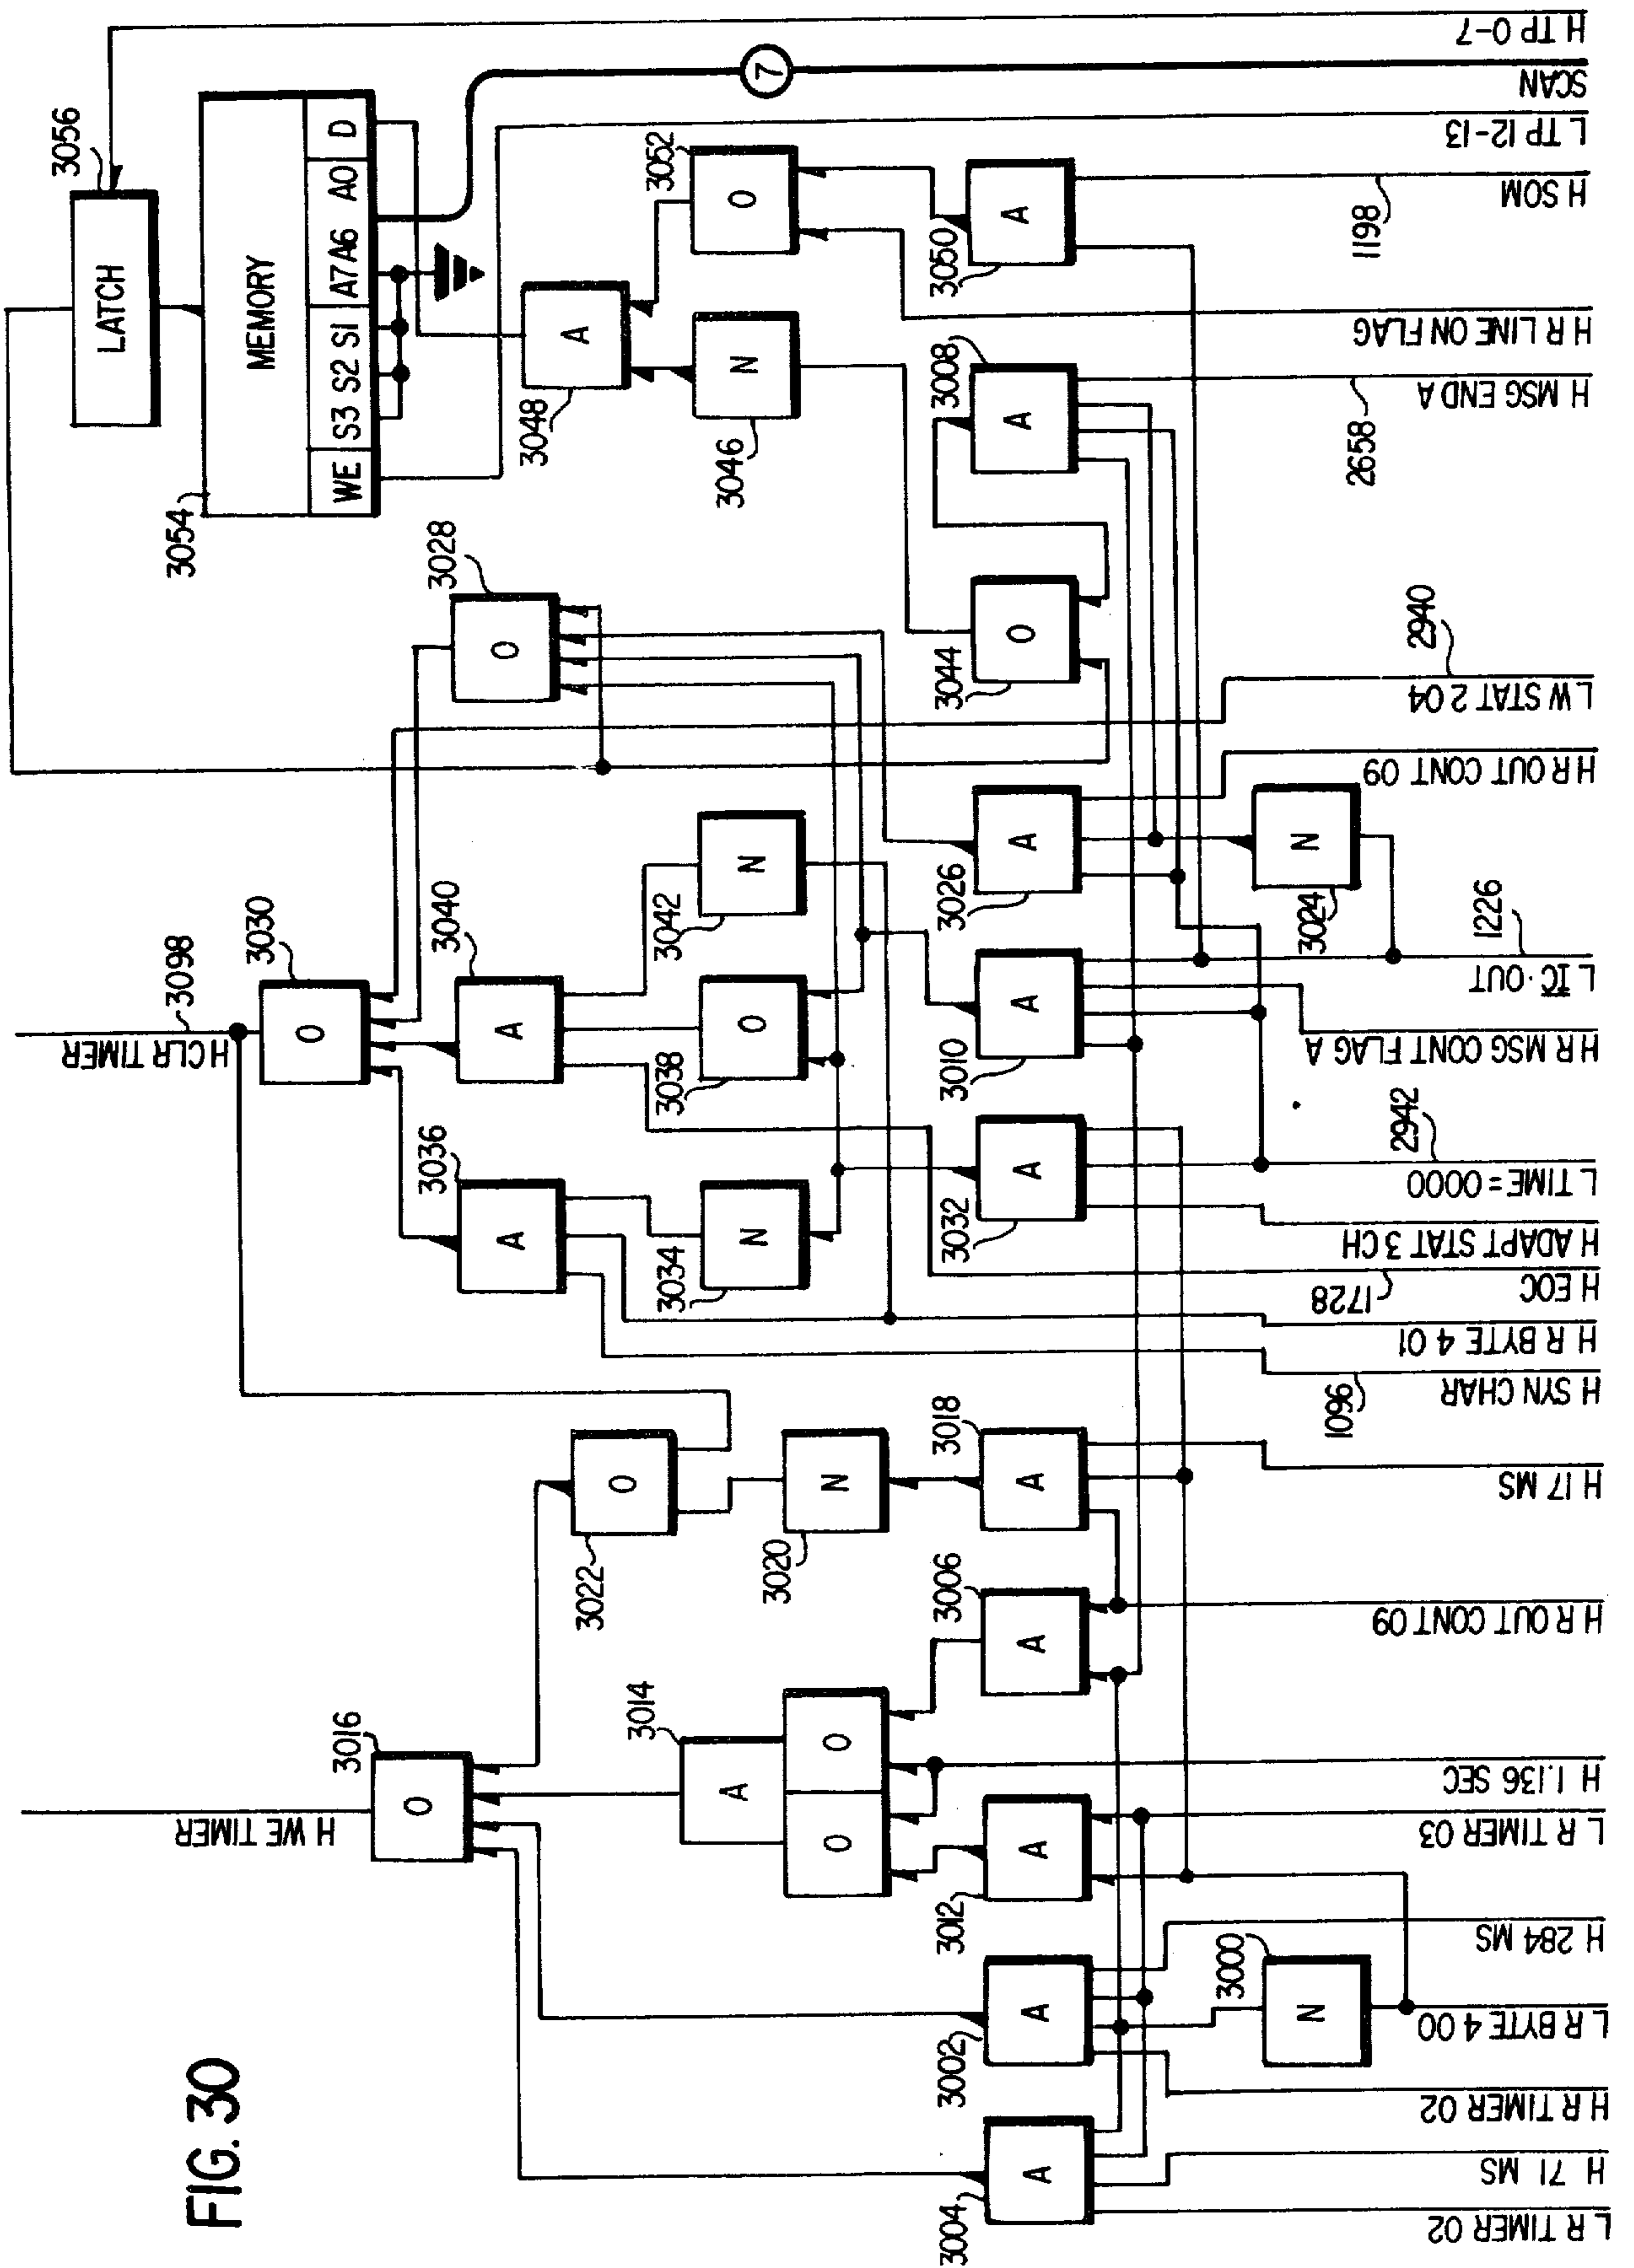 FIG. 30
H WE TIMER
H CLR TIMER
3098
3016
3014
3022
3020
3018
3006
3012
3002
3004
3000
3030
3036
3040
3034
3038
3042
3032
3010
3026
3024
3028
3044
3008
3046
3048
3050
3052
3054
3056
LATCH
MEMORY
WE
S3 S2 S1
A7 A6
A0
D
7
O
O
A
O
O
O
N
A
A
A
A
A
N
O
A
A
N
O
N
A
A
A
N
O
O
A
N
A
A
O
L R TIMER 02
H 71 MS
H R TIMER 02
L R BYTE 4 00
H 284 MS
L R TIMER 03
H 1.136 SEC
H R OUT CONT 09
H 17 MS
H SYN CHAR
1096
H R BYTE 4 01
H EOC
1728
H ADAPT STAT 3 CH
L TIME = 0000
2942
H R MSG CONT FLAG A
L IC·OUT
1226
H R OUT CONT 09
L W STAT 2 04
2940
H MSG END A
2658
H R LINE ON FLAG
H SOM
1198
L TP 12-13
SCAN
H TP 0-7